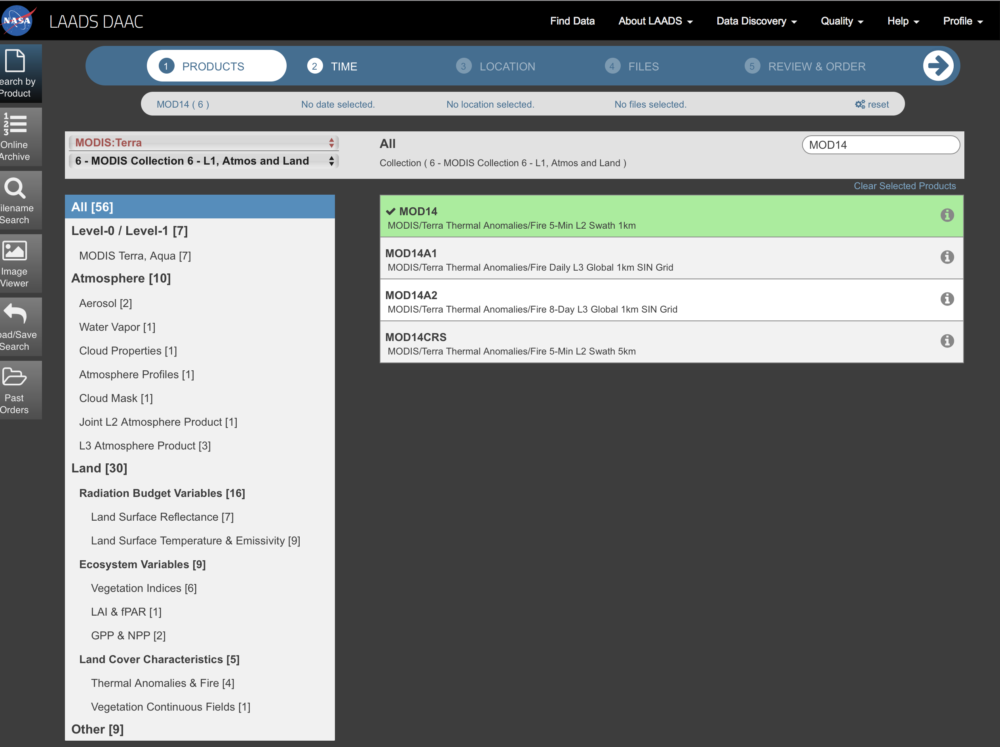 NASA LAADS DAAC Find Data About LAADS Data Discovery Quality Help Profile
1 PRODUCTS 2 TIME 3 LOCATION 4 FILES 5 REVIEW & ORDER
MOD14 ( 6 ) No date selected. No location selected. No files selected. reset
earch by
Product
1
2
3
Online
Archive
ilename
Search
Image
Viewer
oad/Save
Search
Past
Orders
MODIS:Terra
6 - MODIS Collection 6 - L1, Atmos and Land
All
Collection ( 6 - MODIS Collection 6 - L1, Atmos and Land )
MOD14
Clear Selected Products
All [56]
Level-0 / Level-1 [7]
MODIS Terra, Aqua [7]
Atmosphere [10]
Aerosol [2]
Water Vapor [1]
Cloud Properties [1]
Atmosphere Profiles [1]
Cloud Mask [1]
Joint L2 Atmosphere Product [1]
L3 Atmosphere Product [3]
Land [30]
Radiation Budget Variables [16]
Land Surface Reflectance [7]
Land Surface Temperature & Emissivity [9]
Ecosystem Variables [9]
Vegetation Indices [6]
LAI & fPAR [1]
GPP & NPP [2]
Land Cover Characteristics [5]
Thermal Anomalies & Fire [4]
Vegetation Continuous Fields [1]
Other [9]
MOD14
MODIS/Terra Thermal Anomalies/Fire 5-Min L2 Swath 1km
MOD14A1
MODIS/Terra Thermal Anomalies/Fire Daily L3 Global 1km SIN Grid
MOD14A2
MODIS/Terra Thermal Anomalies/Fire 8-Day L3 Global 1km SIN Grid
MOD14CRS
MODIS/Terra Thermal Anomalies/Fire 5-Min L2 Swath 5km